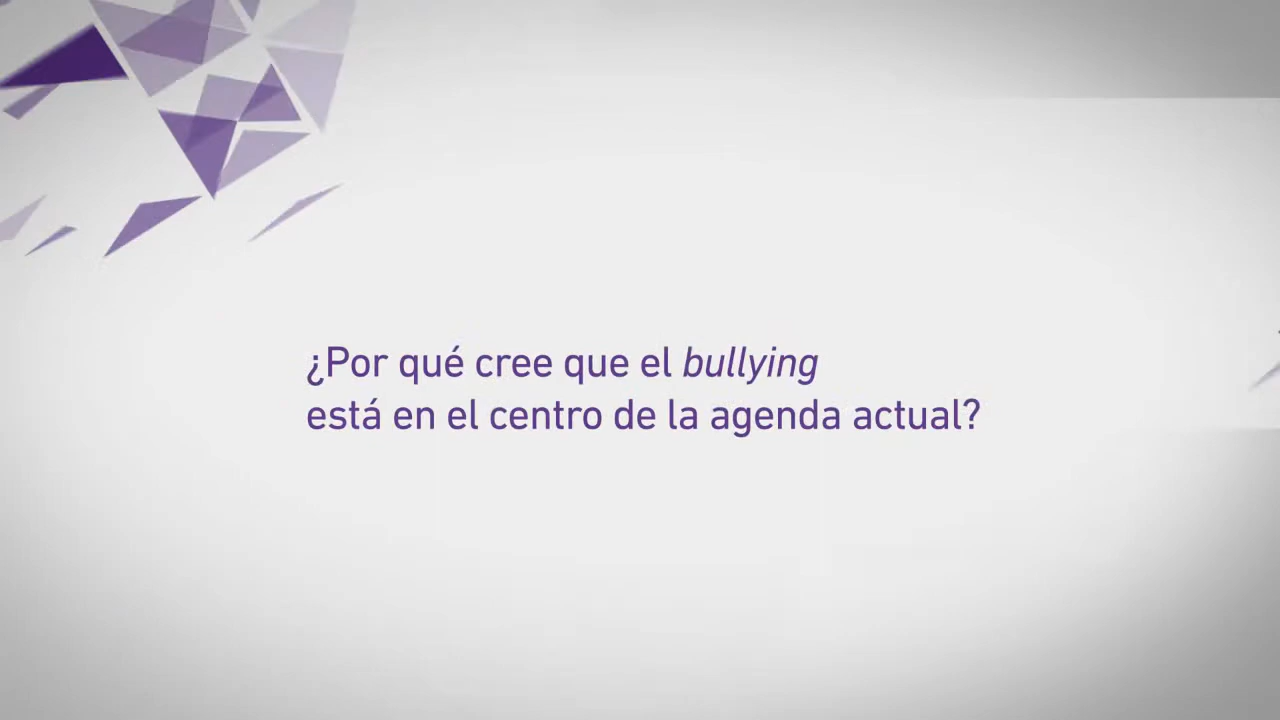 ¿Por qué cree que el bullying
está en el centro de la agenda actual?